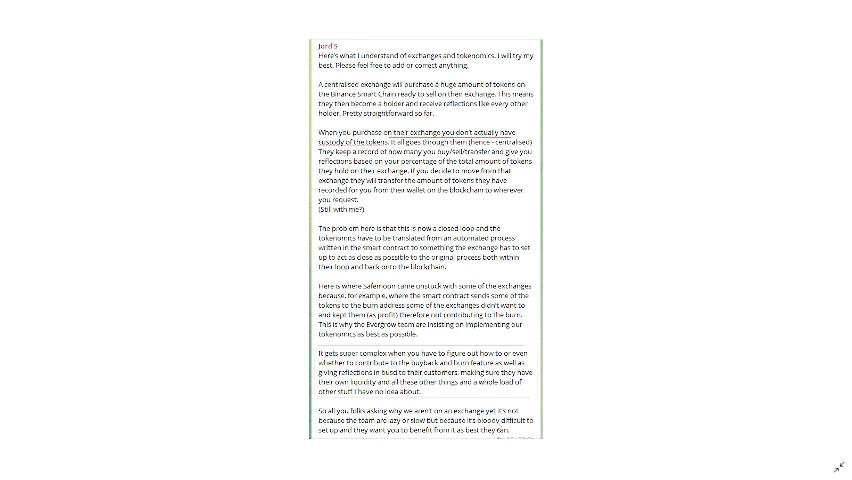 Jord S
Here's what I understand of exchanges and tokenomics. I will try my
best. Please feel free to add or correct anything.
A centralised exchange will purchase a huge amount of tokens on
the Binance Smart Chain ready to sell on their exchange. This means
they then become a holder and receive reflections like every other
holder. Pretty straightforward so far.
When you purchase on their exchange you don't actually have
custody of the tokens. It all goes through them (hence - centralised)
They keep a record of how many you buy/sell/transfer and give you
reflections based on your percentage of the total amount of tokens
they hold on their exchange. If you decide to move from that
exchange they will transfer the amount of tokens they have
recorded for you from their wallet on the blockchain to wherever
you request.
(Still with me?)
The problem here is that this is now a closed loop and the
tokenomics have to be translated from an automated process
written in the smart contract to something the exchange has to set
up to act as close as possible to the original process both within
their loop and back onto the blockchain.
Here is where Safemoon came unstuck with some of the exchanges
because, for example, where the smart contract sends some of the
tokens to the burn address some of the exchanges didn't want to
and kept them (as profit) therefore not contributing to the burn.
This is why the Evergrow team are insisting on implementing our
tokenomics as best as possible.
It gets super complex when you have to figure out how to or even
whether to contribute to the buyback and burn feature as well as
giving reflections in busd to their customers, making sure they have
their own liquidity and all these other things and a whole load of
other stuff I have no idea about.
So all you folks asking why we aren't on an exchange yet it's not
because the team are lazy or slow but because it's bloody difficult to
set up and they want you to benefit from it as best they can.